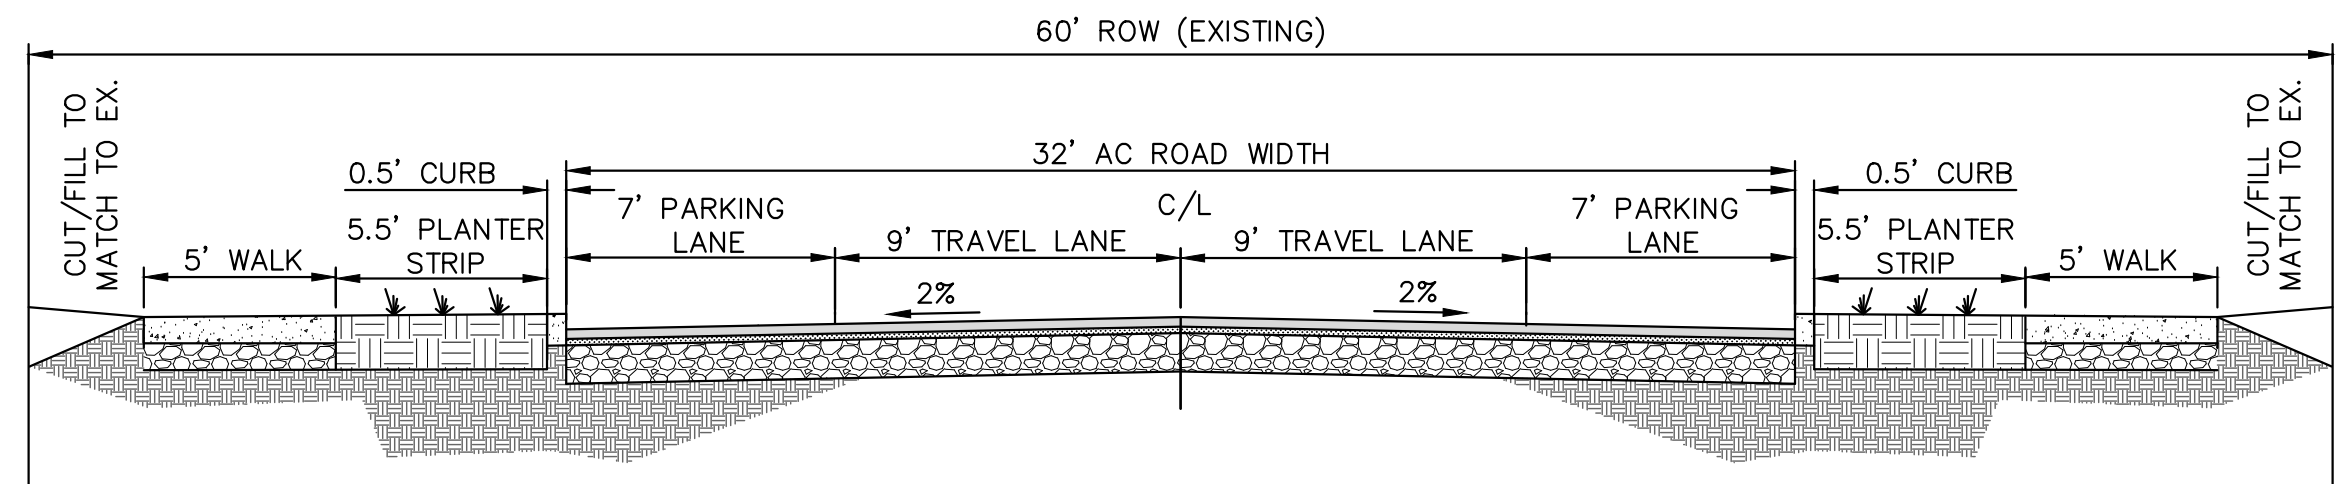 60' ROW (EXISTING)
CUT/FILL TO
MATCH TO EX.
32' AC ROAD WIDTH
0.5' CURB
C/L
7' PARKING
LANE
9' TRAVEL LANE
9' TRAVEL LANE
7' PARKING
LANE
5.5' PLANTER
STRIP
5' WALK
2%
2%
0.5' CURB
5.5' PLANTER
STRIP
5' WALK
CUT/FILL TO
MATCH TO EX.